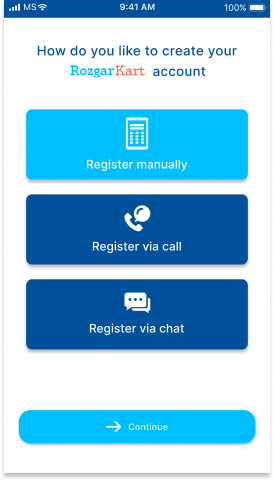 MS 9:41 AM 100%
How do you like to create your
RozgarKart account
Register manually
Register via call
Register via chat
Continue